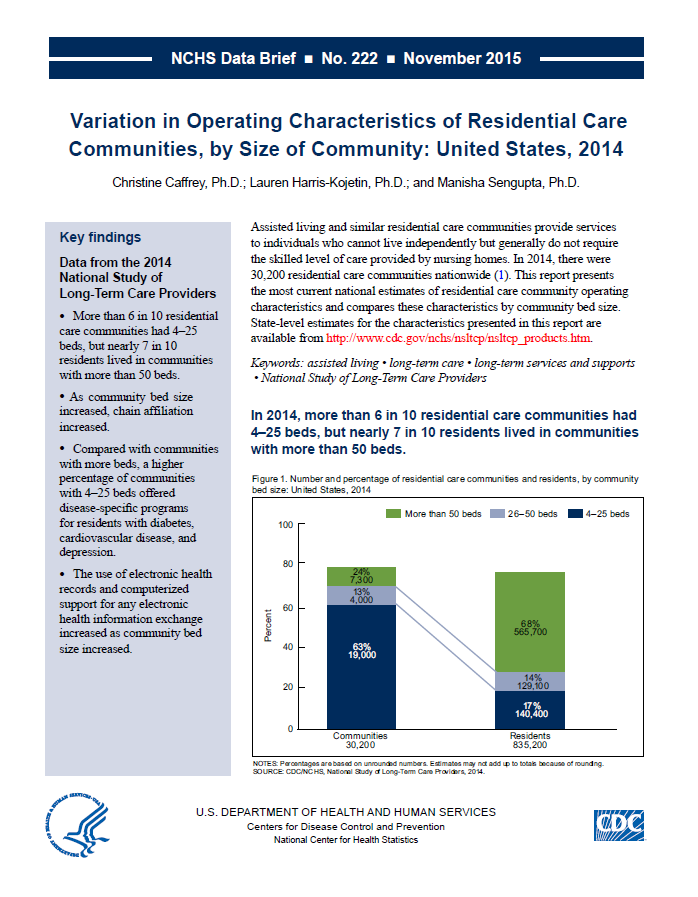 NCHS Data Brief ■ No. 222 ■ November 2015
Variation in Operating Characteristics of Residential Care
Communities, by Size of Community: United States, 2014
Christine Caffrey, Ph.D.; Lauren Harris-Kojetin, Ph.D.; and Manisha Sengupta, Ph.D.
Key findings
Data from the 2014
National Study of
Long-Term Care Providers
• More than 6 in 10 residential
care communities had 4–25
beds, but nearly 7 in 10
residents lived in communities
with more than 50 beds.
• As community bed size
increased, chain affiliation
increased.
• Compared with communities
with more beds, a higher
percentage of communities
with 4–25 beds offered
disease-specific programs
for residents with diabetes,
cardiovascular disease, and
depression.
• The use of electronic health
records and computerized
support for any electronic
health information exchange
increased as community bed
size increased.
Assisted living and similar residential care communities provide services
to individuals who cannot live independently but generally do not require
the skilled level of care provided by nursing homes. In 2014, there were
30,200 residential care communities nationwide (1). This report presents
the most current national estimates of residential care community operating
characteristics and compares these characteristics by community bed size.
State-level estimates for the characteristics presented in this report are
available from http://www.cdc.gov/nchs/nsltcp/nsltcp_products.htm.
Keywords: assisted living • long-term care • long-term services and supports
• National Study of Long-Term Care Providers
In 2014, more than 6 in 10 residential care communities had
4–25 beds, but nearly 7 in 10 residents lived in communities
with more than 50 beds.
Figure 1. Number and percentage of residential care communities and residents, by community
bed size: United States, 2014
More than 50 beds 26–50 beds 4–25 beds
Percent
100
80
60
40
20
0
24%
7,300
13%
4,000
63%
19,000
68%
565,700
14%
129,100
17%
140,400
Communities
30,200
Residents
835,200
NOTES: Percentages are based on unrounded numbers. Estimates may not add up to totals because of rounding.
SOURCE: CDC/NCHS, National Study of Long-Term Care Providers, 2014.
U.S. DEPARTMENT OF HEALTH AND HUMAN SERVICES
Centers for Disease Control and Prevention
National Center for Health Statistics
DEPARTMENT OF HEALTH & HUMAN SERVICES • USA
CDC